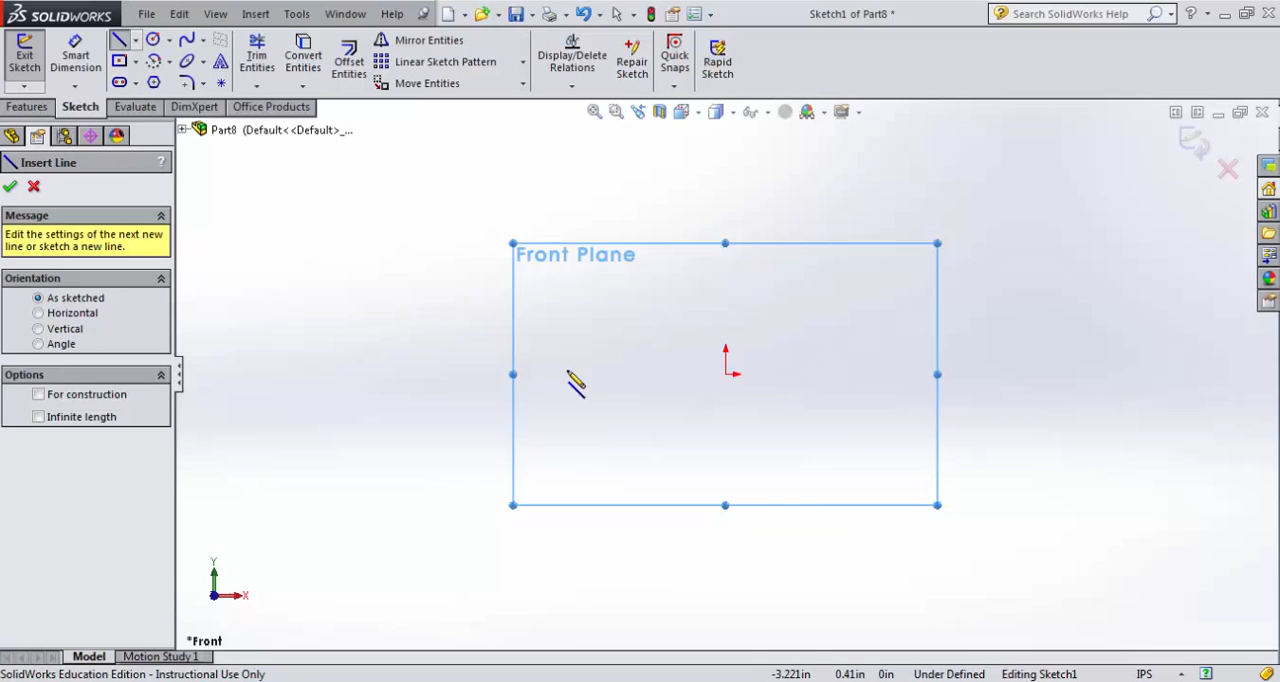 SOLIDWORKS File Edit View Insert Tools Window Help Sketch1 of Part8 * Search SolidWorks Help
Exit Sketch
Smart Dimension
Trim Entities
Convert Entities
Offset Entities
Mirror Entities
Linear Sketch Pattern
Move Entities
Display/Delete Relations
Repair Sketch
Quick Snaps
Rapid Sketch
Features Sketch Evaluate DimXpert Office Products
Part8 (Default<<Default>_...
Insert Line ?
Message
Edit the settings of the next new
line or sketch a new line.
Orientation
As sketched
Horizontal
Vertical
Angle
Options
For construction
Infinite length
Front Plane
Y
X
*Front
Model Motion Study 1
SolidWorks Education Edition - Instructional Use Only -3.221in 0.41in 0in Under Defined Editing Sketch1 IPS